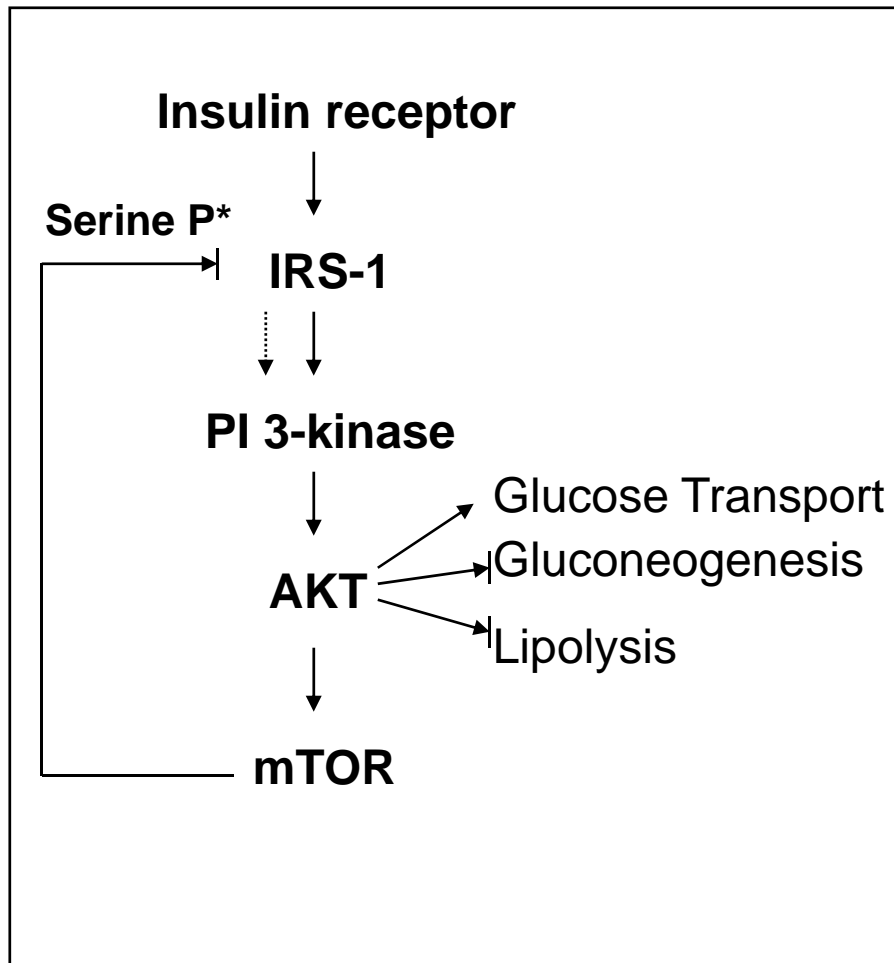 Insulin receptor
Serine P*
IRS-1
PI 3-kinase
Glucose Transport
Gluconeogenesis
AKT
Lipolysis
mTOR